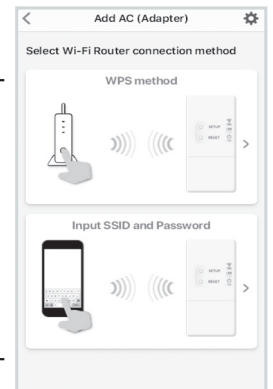 Add AC (Adapter)
Select Wi-Fi Router connection method
WPS method
SETUP
RESET
Input SSID and Password
SETUP
RESET